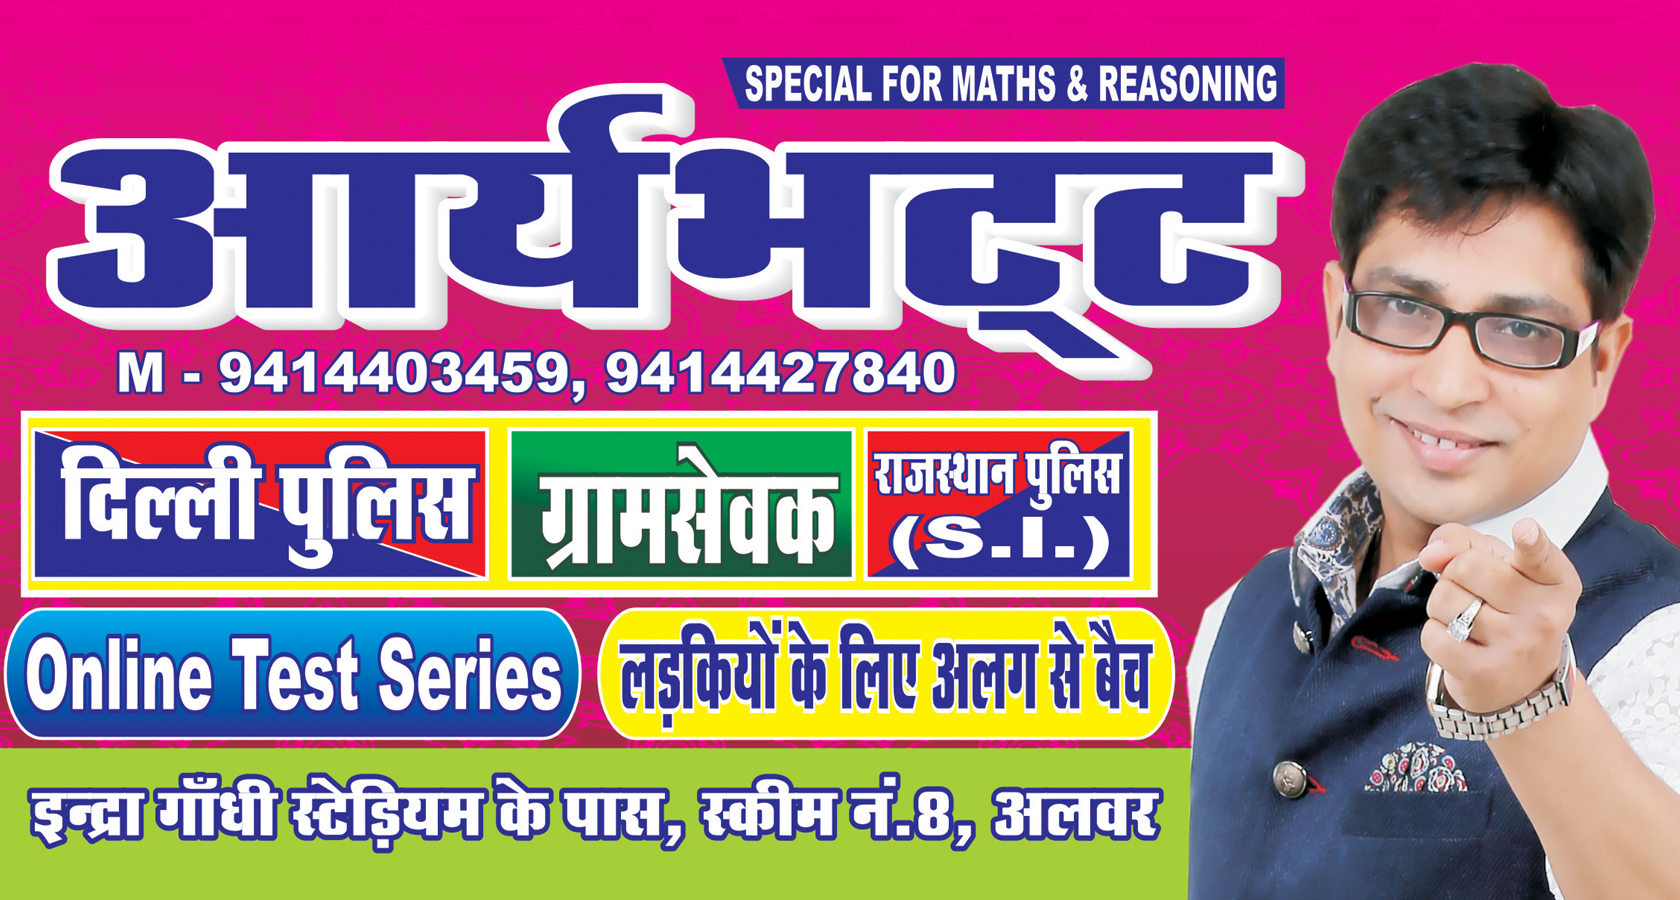 SPECIAL FOR MATHS & REASONING
आर्यभट्ट
M - 9414403459, 9414427840
दिल्ली पुलिस
ग्रामसेवक
राजस्थान पुलिस
(S.I.)
Online Test Series
लड़कियों के लिए अलग से बैच
इन्द्रा गाँधी स्टेड़ियम के पास, स्कीम नं.8, अलवर